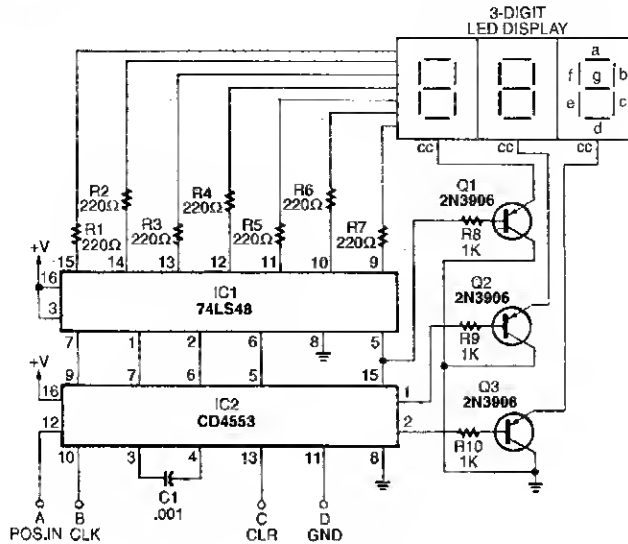 3-DIGIT
LED DISPLAY
a
f g b
e c
d
cc cc cc
R1
220Ω
R2
220Ω
R3
220Ω
R4
220Ω
R5
220Ω
R6
220Ω
R7
220Ω
Q1
2N3906
R8
1K
+V
15 14 13 12 11 10 9
16
3
IC1
74LS48
7 1 2 6 8 5
Q2
2N3906
R9
1K
+V
9 7 6 5 15
16
12
IC2
CD4553
1
2
10 3 4 13 11 8
Q3
2N3906
R10
1K
C1
.001
A
POS.IN
B
CLK
C
CLR
D
GND